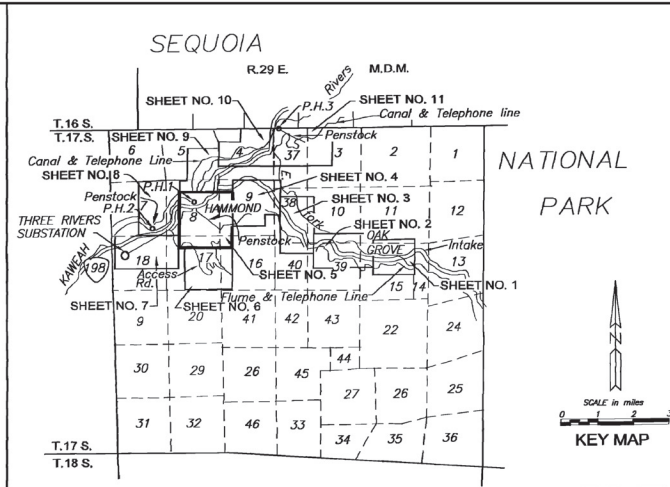 SEQUOIA
R.29 E. M.D.M.
Rivers
SHEET NO. 10
P.H.3
SHEET NO. 11
Canal & Telephone line
T.16 S.
T.17.S.
SHEET NO. 9
Penstock
6 5 4 37 3 2 1
Canal & Telephone Line
SHEET NO. 8
P.H.1
E.
SHEET NO. 4
NATIONAL
PARK
Penstock
P.H.2
9
38
SHEET NO. 3
10 11 12
8
HAMMOND
Fork
THREE RIVERS
SUBSTATION
SHEET NO. 2
OAK
GROVE
Intake
Penstock
KAWEAH
198
18
Access
Rd.
17
16
SHEET NO. 5
40
39
13
15 14
SHEET NO. 1
Flume & Telephone Line
SHEET NO. 7
SHEET NO. 6
9 20 41 42 43 22 24
44
30 29 26 45 27 26 25
31 32 46 33 34 35 36
T.17 S.
T.18 S.
SCALE in miles
0 1 2 3
KEY MAP